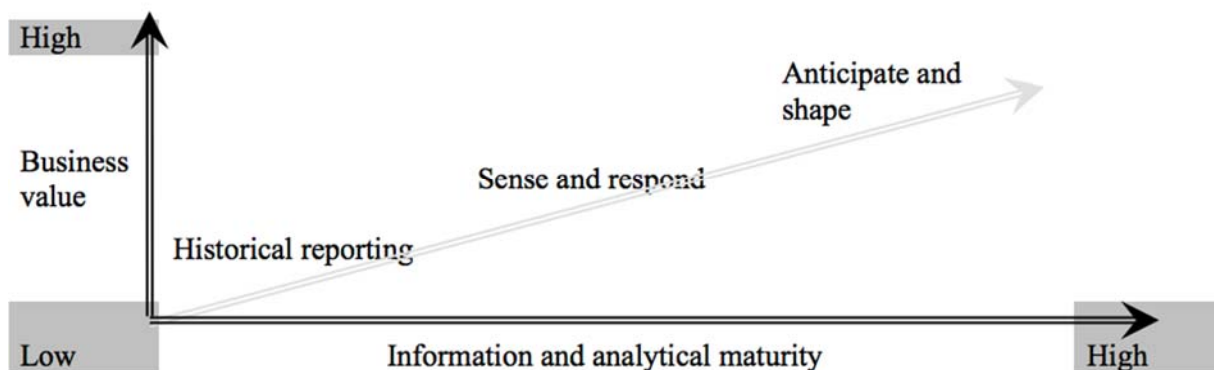 High
Anticipate and
shape
Business
value
Sense and respond
Historical reporting
Low
Information and analytical maturity
High